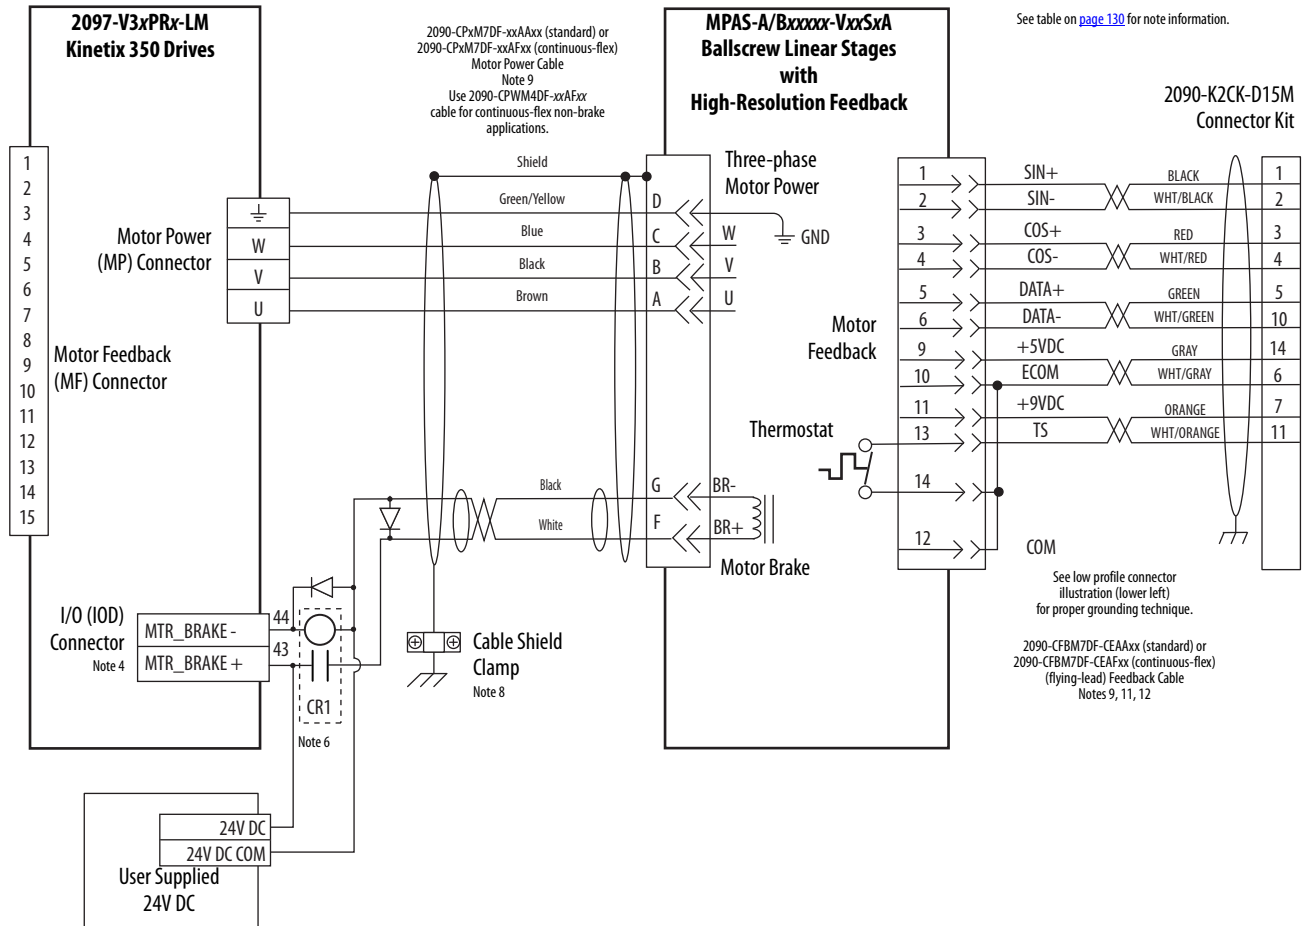 2097-V3xPRx-LM
Kinetix 350 Drives
2090-CPxM7DF-xxAAxx (standard) or
2090-CPxM7DF-xxAFxx (continuous-flex)
Motor Power Cable
Note 9
Use 2090-CPWM4DF-xxAFxx
cable for continuous-flex non-brake
applications.
MPAS-A/Bxxxxx-VxxSxA
Ballscrew Linear Stages
with
High-Resolution Feedback
See table on page 130 for note information.
2090-K2CK-D15M
Connector Kit
1
2
3
4
5
6
7
8
9
10
11
12
13
14
15
Motor Feedback
(MF) Connector
Motor Power
(MP) Connector
W
V
U
Shield
Green/Yellow
Blue
Black
Brown
D
C
B
A
Three-phase
Motor Power
GND
W
V
U
Black
White
G
F
BR-
BR+
Motor Brake
Motor
Feedback
Thermostat
1 SIN+ BLACK 1
2 SIN- WHT/BLACK 2
3 COS+ RED 3
4 COS- WHT/RED 4
5 DATA+ GREEN 5
6 DATA- WHT/GREEN 10
9 +5VDC GRAY 14
10 ECOM WHT/GRAY 6
11 +9VDC ORANGE 7
13 TS WHT/ORANGE 11
14
12 COM
See low profile connector
illustration (lower left)
for proper grounding technique.
2090-CFBM7DF-CEAAxx (standard) or
2090-CFBM7DF-CEAFxx (continuous-flex)
(flying-lead) Feedback Cable
Notes 9, 11, 12
I/O (IOD)
Connector
Note 4
MTR_BRAKE - 44
MTR_BRAKE + 43
CR1
Note 6
Cable Shield
Clamp
Note 8
24V DC
24V DC COM
User Supplied
24V DC